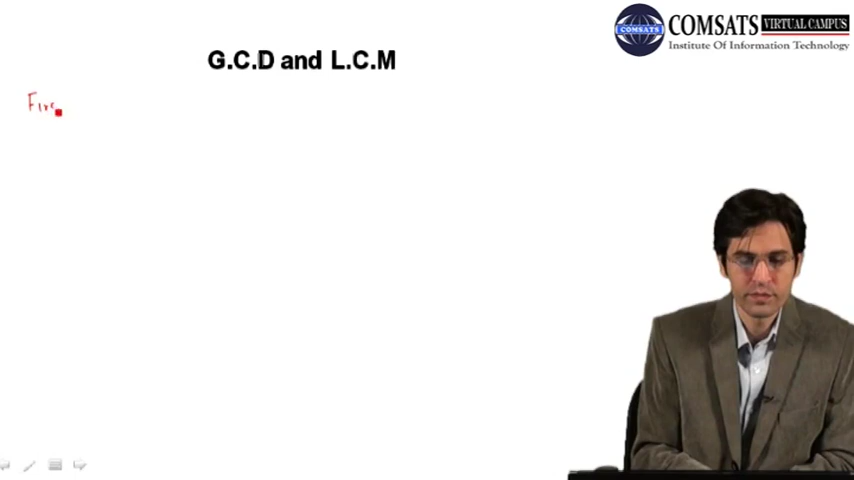 COMSATS VIRTUAL CAMPUS
Institute Of Information Technology
COMSATS
G.C.D and L.C.M